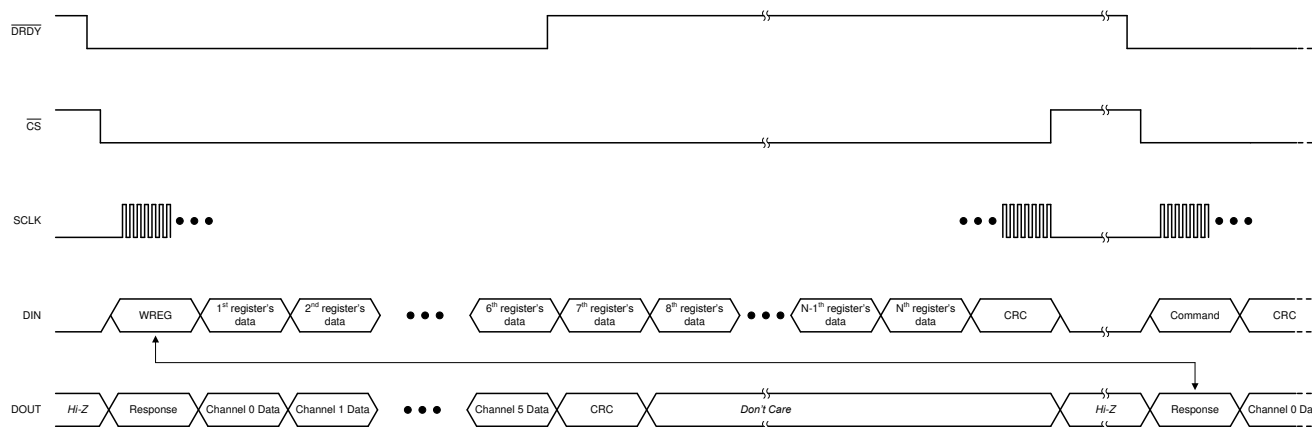 DRDY
CS
SCLK
DIN
WREG
1st register's
data
2nd register's
data
6th register's
data
7th register's
data
8th register's
data
N-1th register's
data
Nth register's
data
CRC
Command
CRC
DOUT
Hi-Z
Response
Channel 0 Data
Channel 1 Data
Channel 5 Data
CRC
Don't Care
Hi-Z
Response
Channel 0 Da